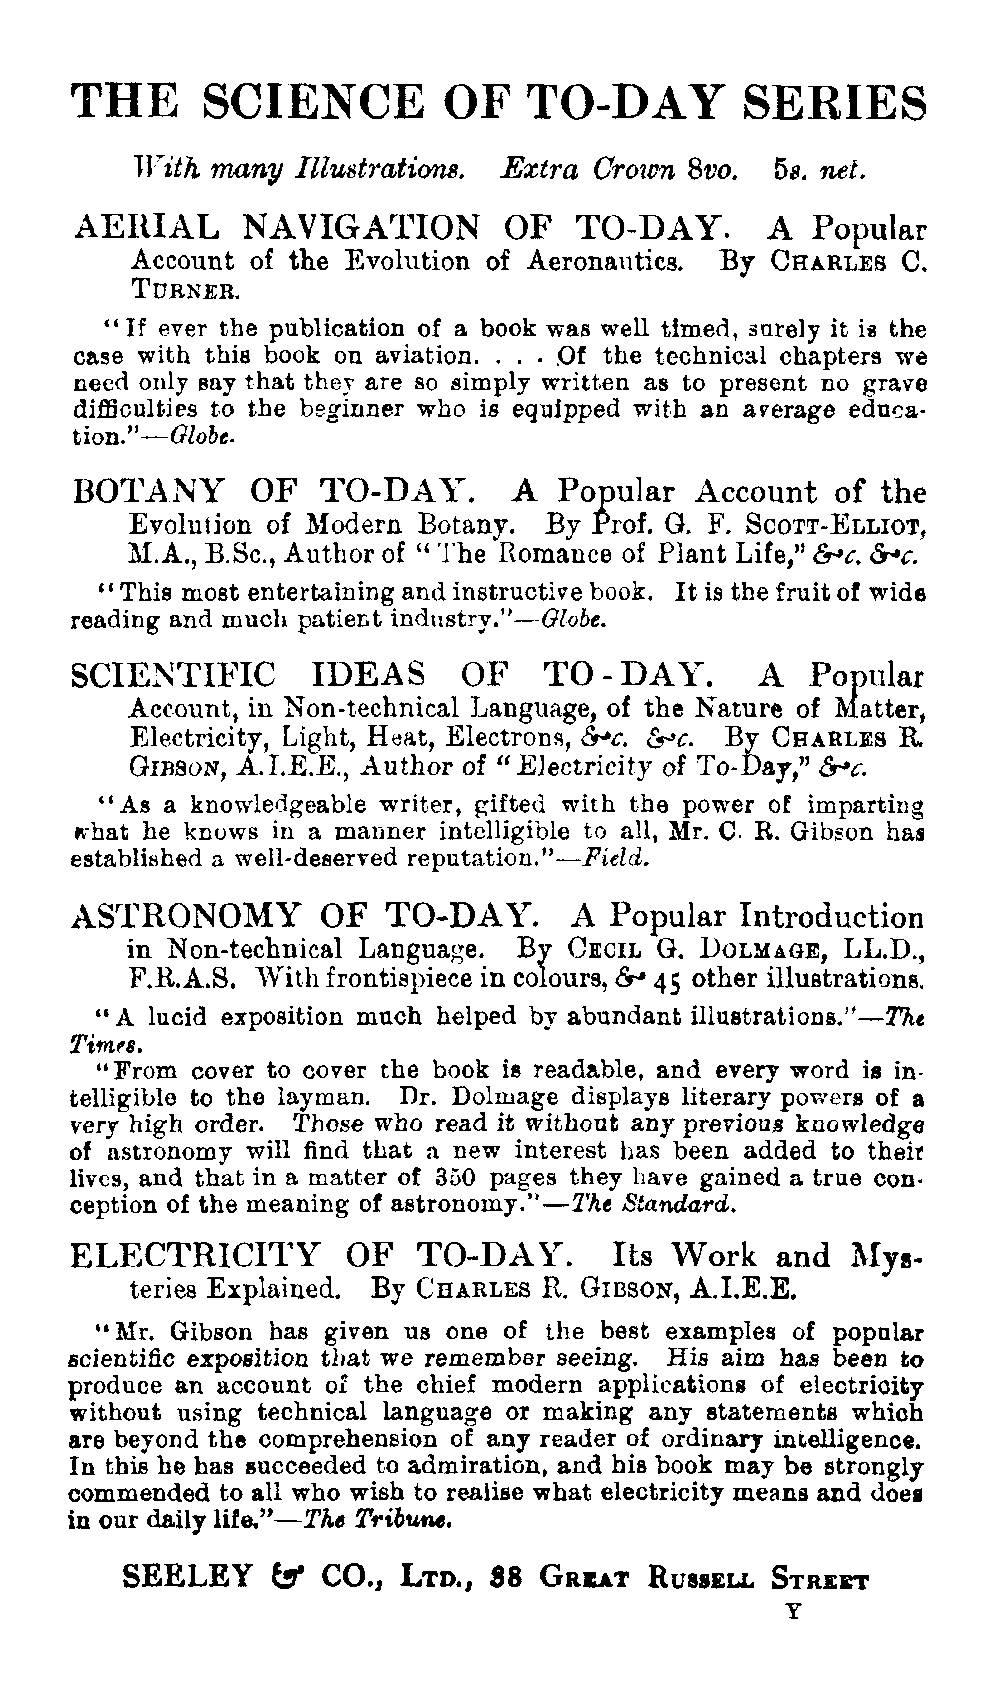 THE SCIENCE OF TO-DAY SERIES
With many Illustrations. Extra Crown 8vo. 5s. net.
AERIAL NAVIGATION OF TO-DAY. A Popular
Account of the Evolution of Aeronautics. By CHARLES C.
TURNER.
"If ever the publication of a book was well timed, surely it is the
case with this book on aviation. . . . Of the technical chapters we
need only say that they are so simply written as to present no grave
difficulties to the beginner who is equipped with an average educa-
tion."—Globe.
BOTANY OF TO-DAY. A Popular Account of the
Evolution of Modern Botany. By Prof. G. F. SCOTT-ELLIOT,
M.A., B.Sc., Author of "The Romance of Plant Life," &c. &c.
"This most entertaining and instructive book. It is the fruit of wide
reading and much patient industry."—Globe.
SCIENTIFIC IDEAS OF TO-DAY. A Popular
Account, in Non-technical Language, of the Nature of Matter,
Electricity, Light, Heat, Electrons, &c. &c. By CHARLES R.
GIBSON, A.I.E.E., Author of "Electricity of To-Day," &c.
"As a knowledgeable writer, gifted with the power of imparting
what he knows in a manner intelligible to all, Mr. C. R. Gibson has
established a well-deserved reputation."—Field.
ASTRONOMY OF TO-DAY. A Popular Introduction
in Non-technical Language. By CECIL G. DOLMAGE, LL.D.,
F.R.A.S. With frontispiece in colours, & 45 other illustrations.
"A lucid exposition much helped by abundant illustrations."—The
Times.
"From cover to cover the book is readable, and every word is in-
telligible to the layman. Dr. Dolmage displays literary powers of a
very high order. Those who read it without any previous knowledge
of astronomy will find that a new interest has been added to their
lives, and that in a matter of 350 pages they have gained a true con-
ception of the meaning of astronomy."—The Standard.
ELECTRICITY OF TO-DAY. Its Work and Mys-
teries Explained. By CHARLES R. GIBSON, A.I.E.E.
"Mr. Gibson has given us one of the best examples of popular
scientific exposition that we remember seeing. His aim has been to
produce an account of the chief modern applications of electricity
without using technical language or making any statements which
are beyond the comprehension of any reader of ordinary intelligence.
In this he has succeeded to admiration, and his book may be strongly
commended to all who wish to realise what electricity means and does
in our daily life."—The Tribune.
SEELEY & CO., LTD., 38 GREAT RUSSELL STREET
Y